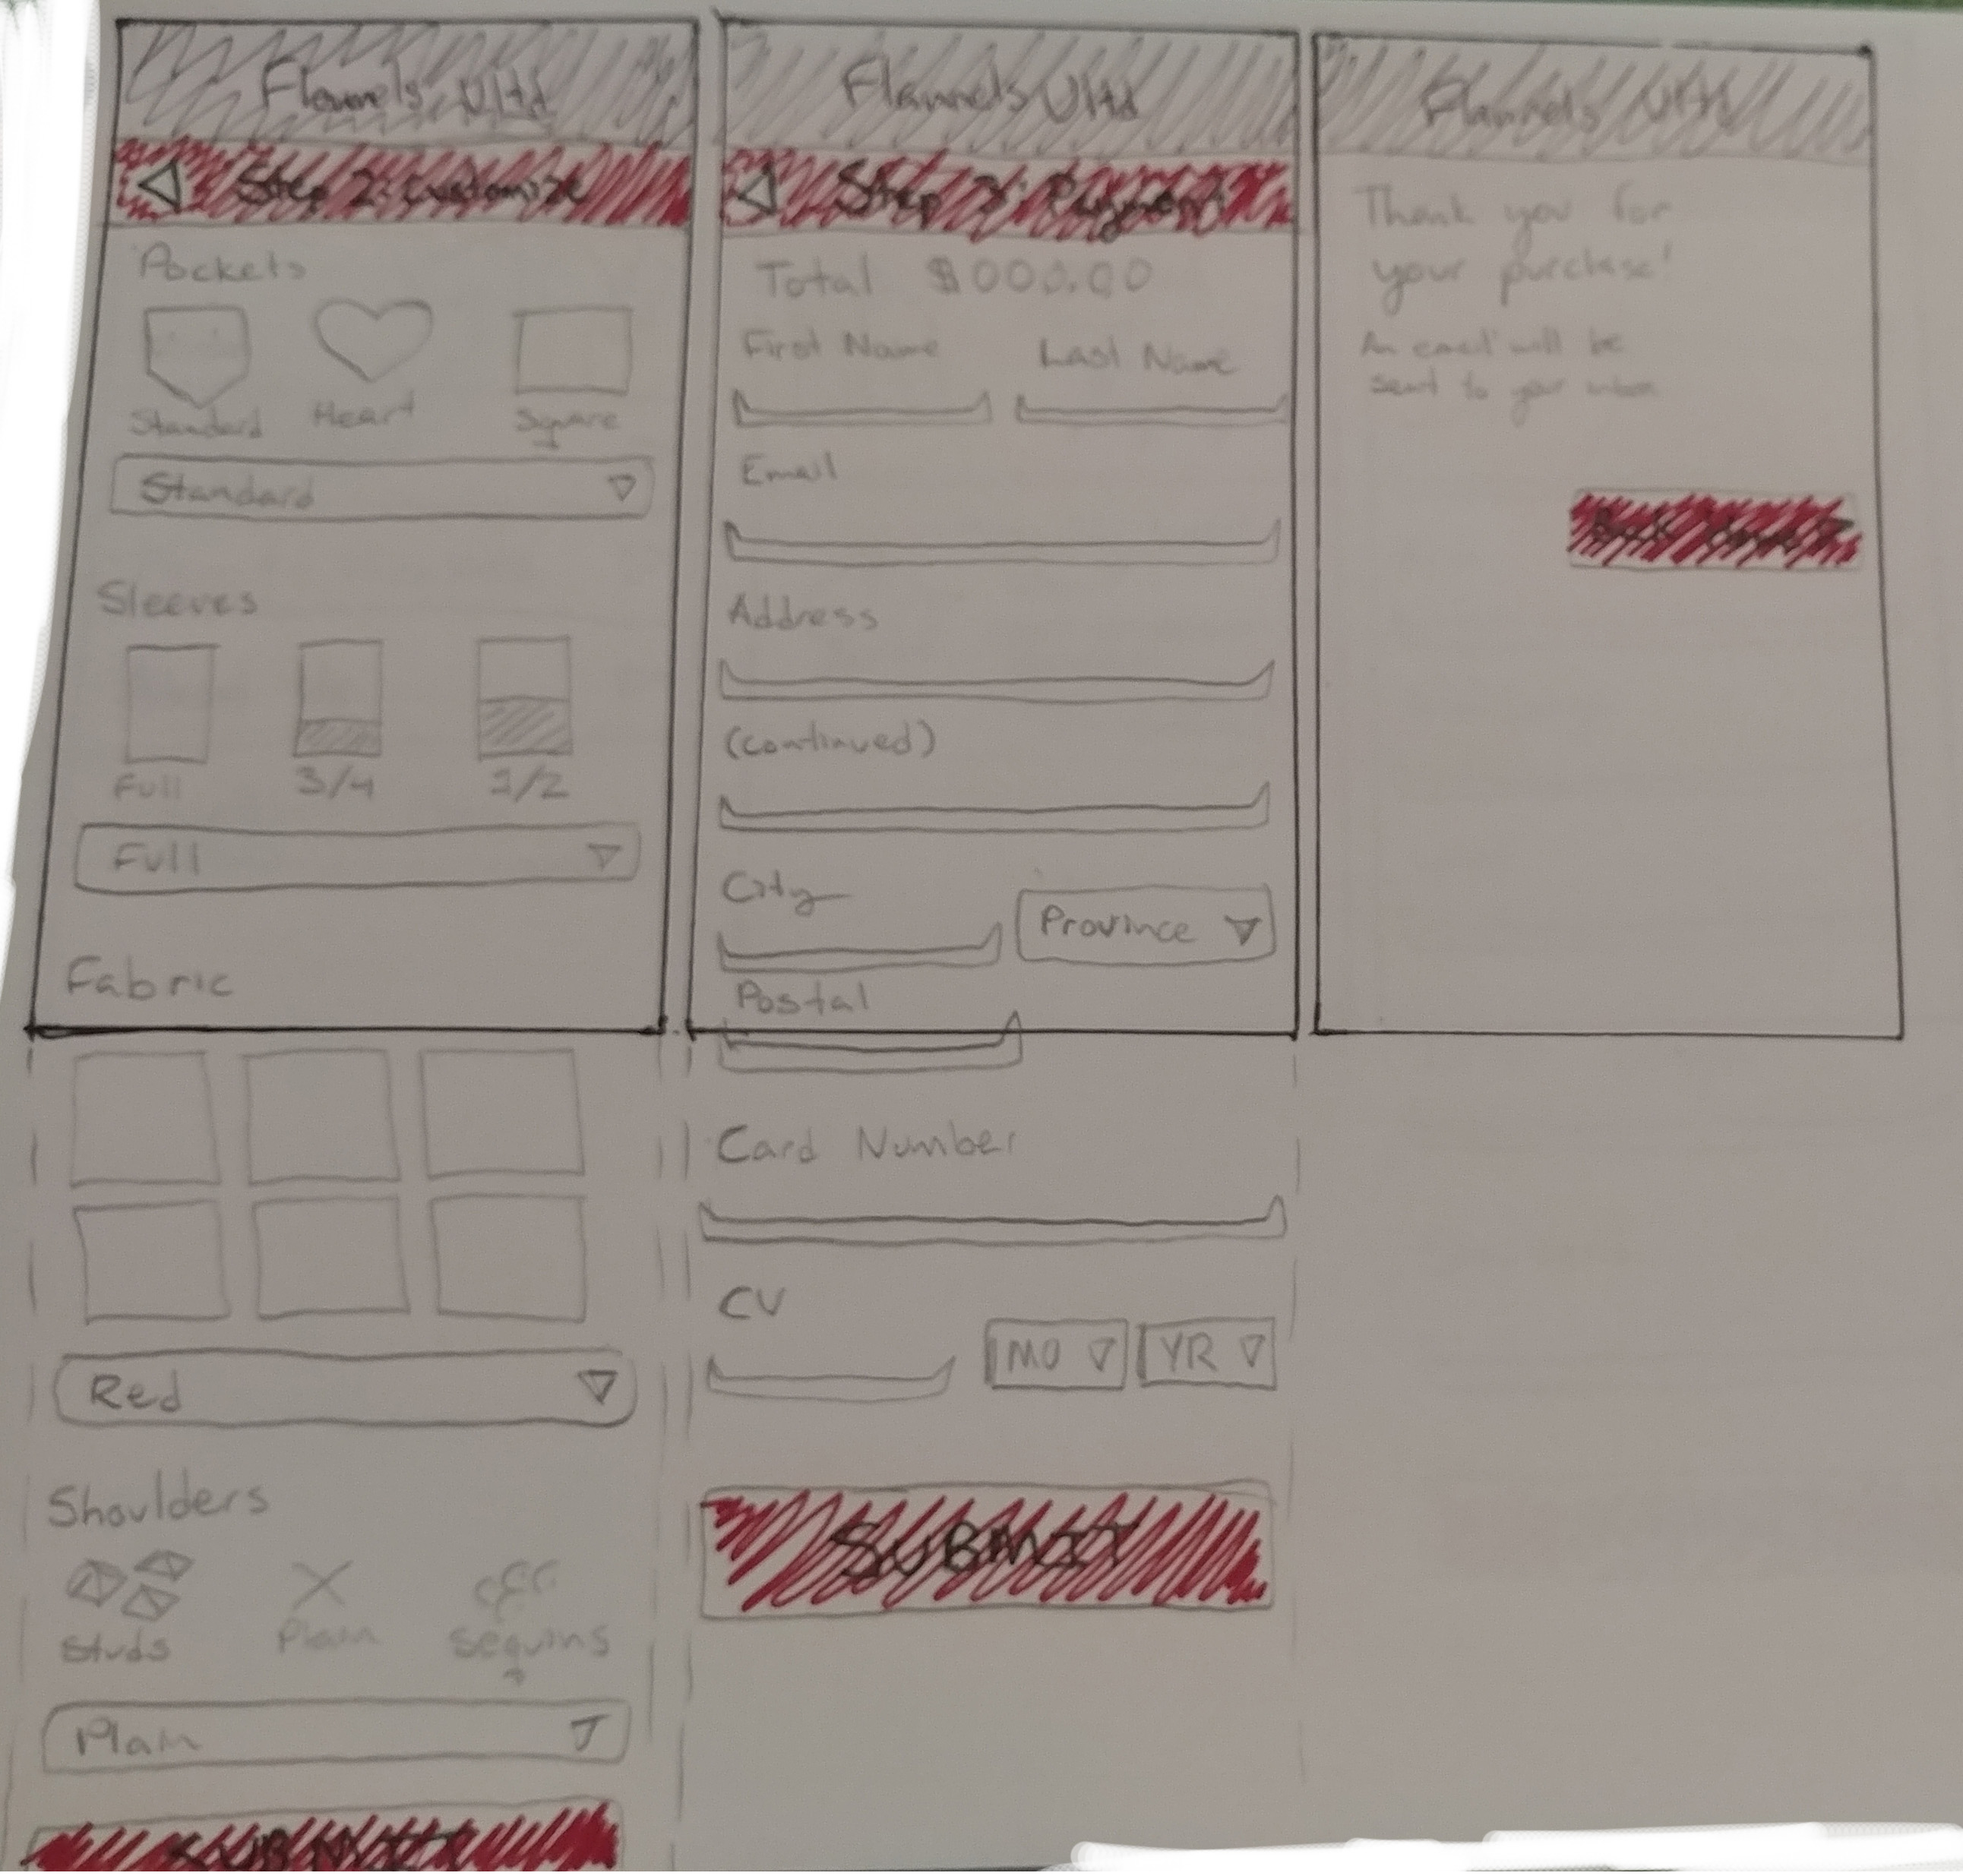 Flannels Ultd
Step 2: Customize
Pockets
Standard Heart Square
Standard
Sleeves
Full 3/4 1/2
Full
Fabric
Red
Shoulders
Studs Plain Sequins
Plain
SUBMIT
Flannels Ultd
Step 3: Payment
Total $000.00
First Name Last Name
Email
Address
(continued)
City Province
Postal
Card Number
CV MO YR
SUBMIT
Flannels Ultd
Thank you for
your purchase!
An email will be
sent to your inbox